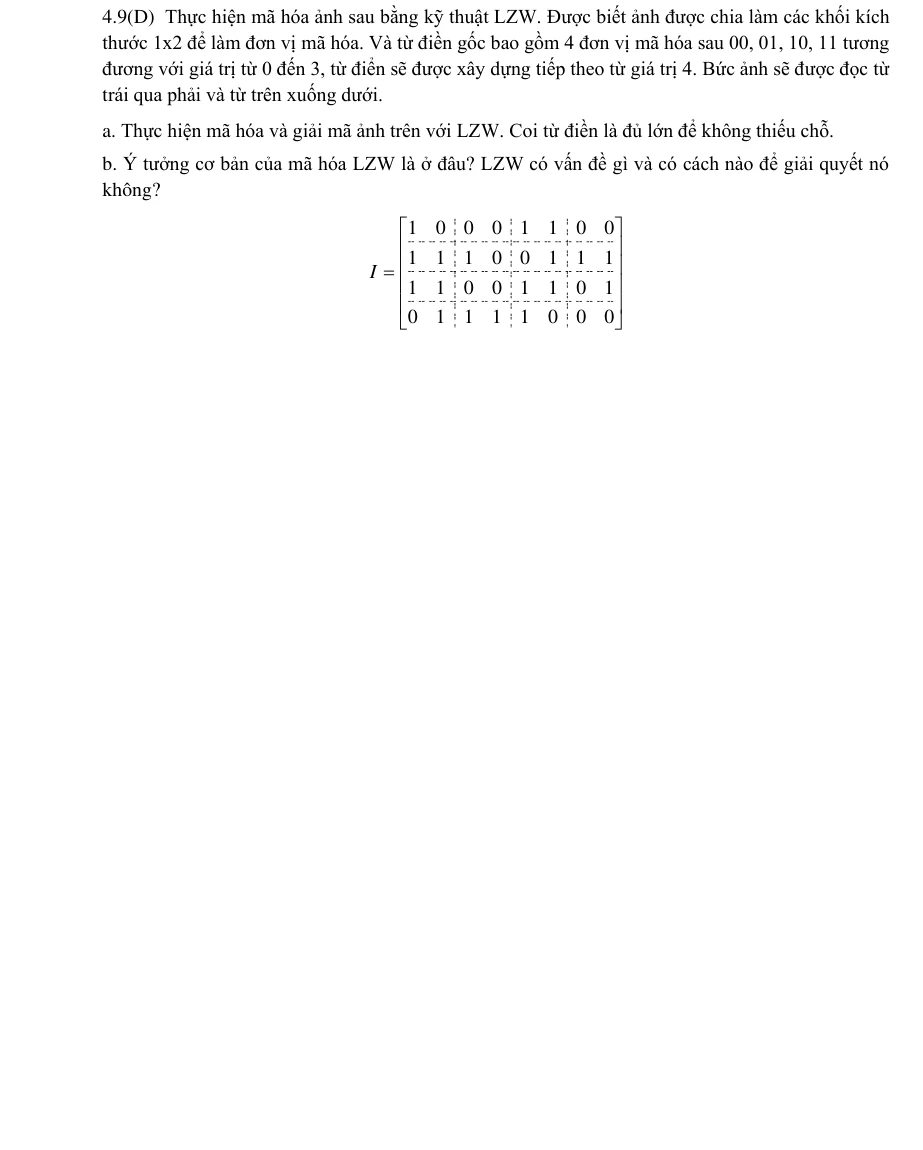 4.9(D) Thực hiện mã hóa ảnh sau bằng kỹ thuật LZW. Được biết ảnh được chia làm các khối kích
thước 1x2 để làm đơn vị mã hóa. Và từ điển gốc bao gồm 4 đơn vị mã hóa sau 00, 01, 10, 11 tương
đương với giá trị từ 0 đến 3, từ điển sẽ được xây dựng tiếp theo từ giá trị 4. Bức ảnh sẽ được đọc từ
trái qua phải và từ trên xuống dưới.
a. Thực hiện mã hóa và giải mã ảnh trên với LZW. Coi từ điển là đủ lớn để không thiếu chỗ.
b. Ý tưởng cơ bản của mã hóa LZW là ở đâu? LZW có vấn đề gì và có cách nào để giải quyết nó
không?
1 0 0 0 1 1 0 0
1 1 1 0 0 1 1 1
I =
1 1 0 0 1 1 0 1
0 1 1 1 1 0 0 0